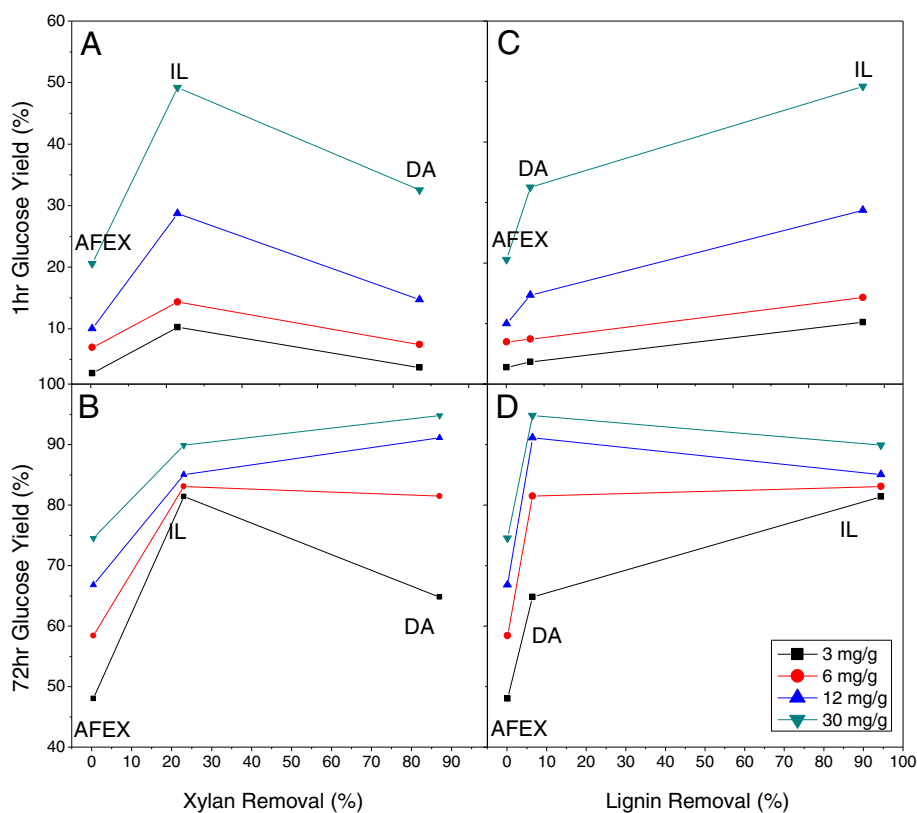 60
50
40
30
20
10
100
90
80
70
60
50
40
1hr Glucose Yield (%)
72hr Glucose Yield (%)
A
IL
DA
AFEX
C
IL
DA
AFEX
B
IL
DA
AFEX
D
IL
DA
AFEX
3 mg/g
6 mg/g
12 mg/g
30 mg/g
0 10 20 30 40 50 60 70 80 90
0 10 20 30 40 50 60 70 80 90 100
Xylan Removal (%)
Lignin Removal (%)